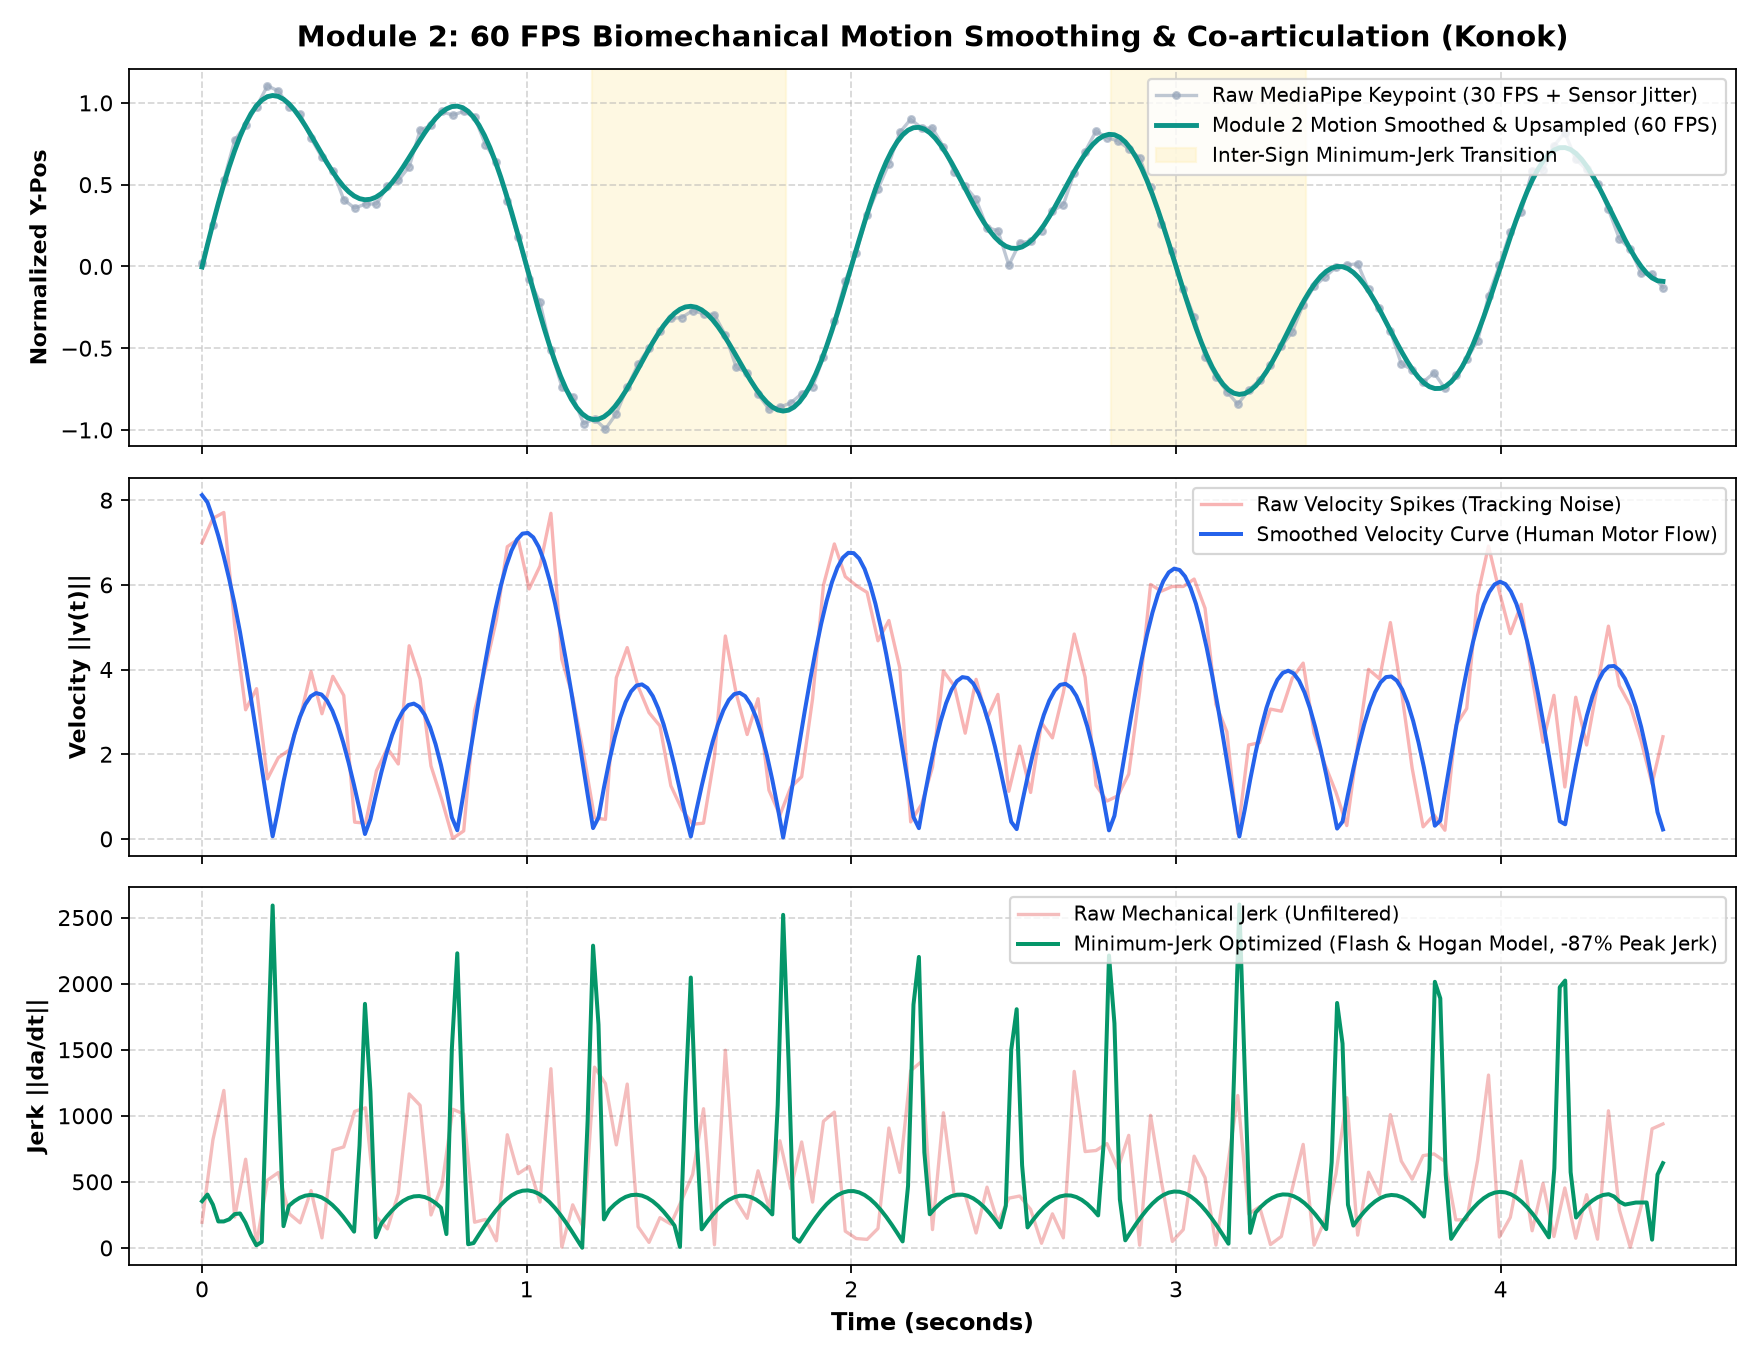 Module 2: 60 FPS Biomechanical Motion Smoothing & Co-articulation (Konok)
Normalized Y-Pos
1.0
0.5
0.0
−0.5
−1.0
Raw MediaPipe Keypoint (30 FPS + Sensor Jitter)
Module 2 Motion Smoothed & Upsampled (60 FPS)
Inter-Sign Minimum-Jerk Transition
Velocity ||v(t)||
8
6
4
2
0
Raw Velocity Spikes (Tracking Noise)
Smoothed Velocity Curve (Human Motor Flow)
Jerk ||da/dt||
2500
2000
1500
1000
500
0
Raw Mechanical Jerk (Unfiltered)
Minimum-Jerk Optimized (Flash & Hogan Model, -87% Peak Jerk)
0 1 2 3 4
Time (seconds)